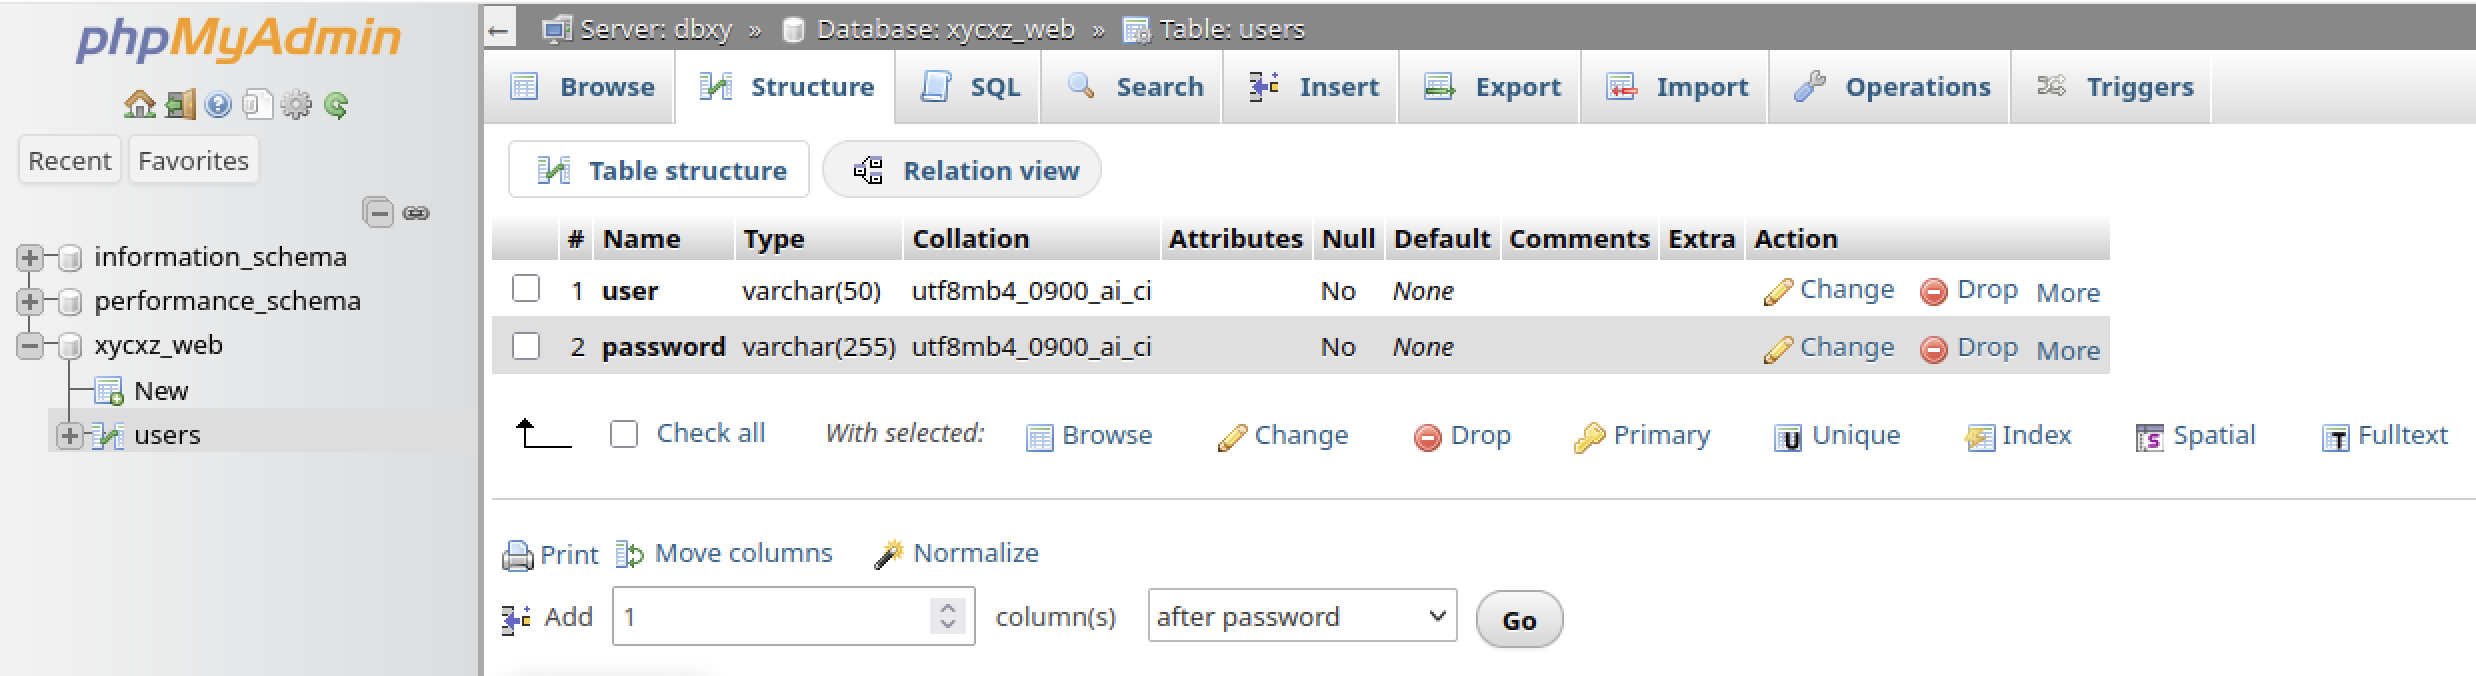 phpMyAdmin
Recent Favorites
information_schema
performance_schema
xycxz_web
New
users
← Server: dbxy » Database: xycxz_web » Table: users
Browse Structure SQL Search Insert Export Import Operations Triggers
Table structure Relation view
# Name Type Collation Attributes Null Default Comments Extra Action
1 user varchar(50) utf8mb4_0900_ai_ci No None Change Drop More
2 password varchar(255) utf8mb4_0900_ai_ci No None Change Drop More
Check all With selected: Browse Change Drop Primary Unique Index Spatial Fulltext
Print Move columns Normalize
Add 1 column(s) after password Go